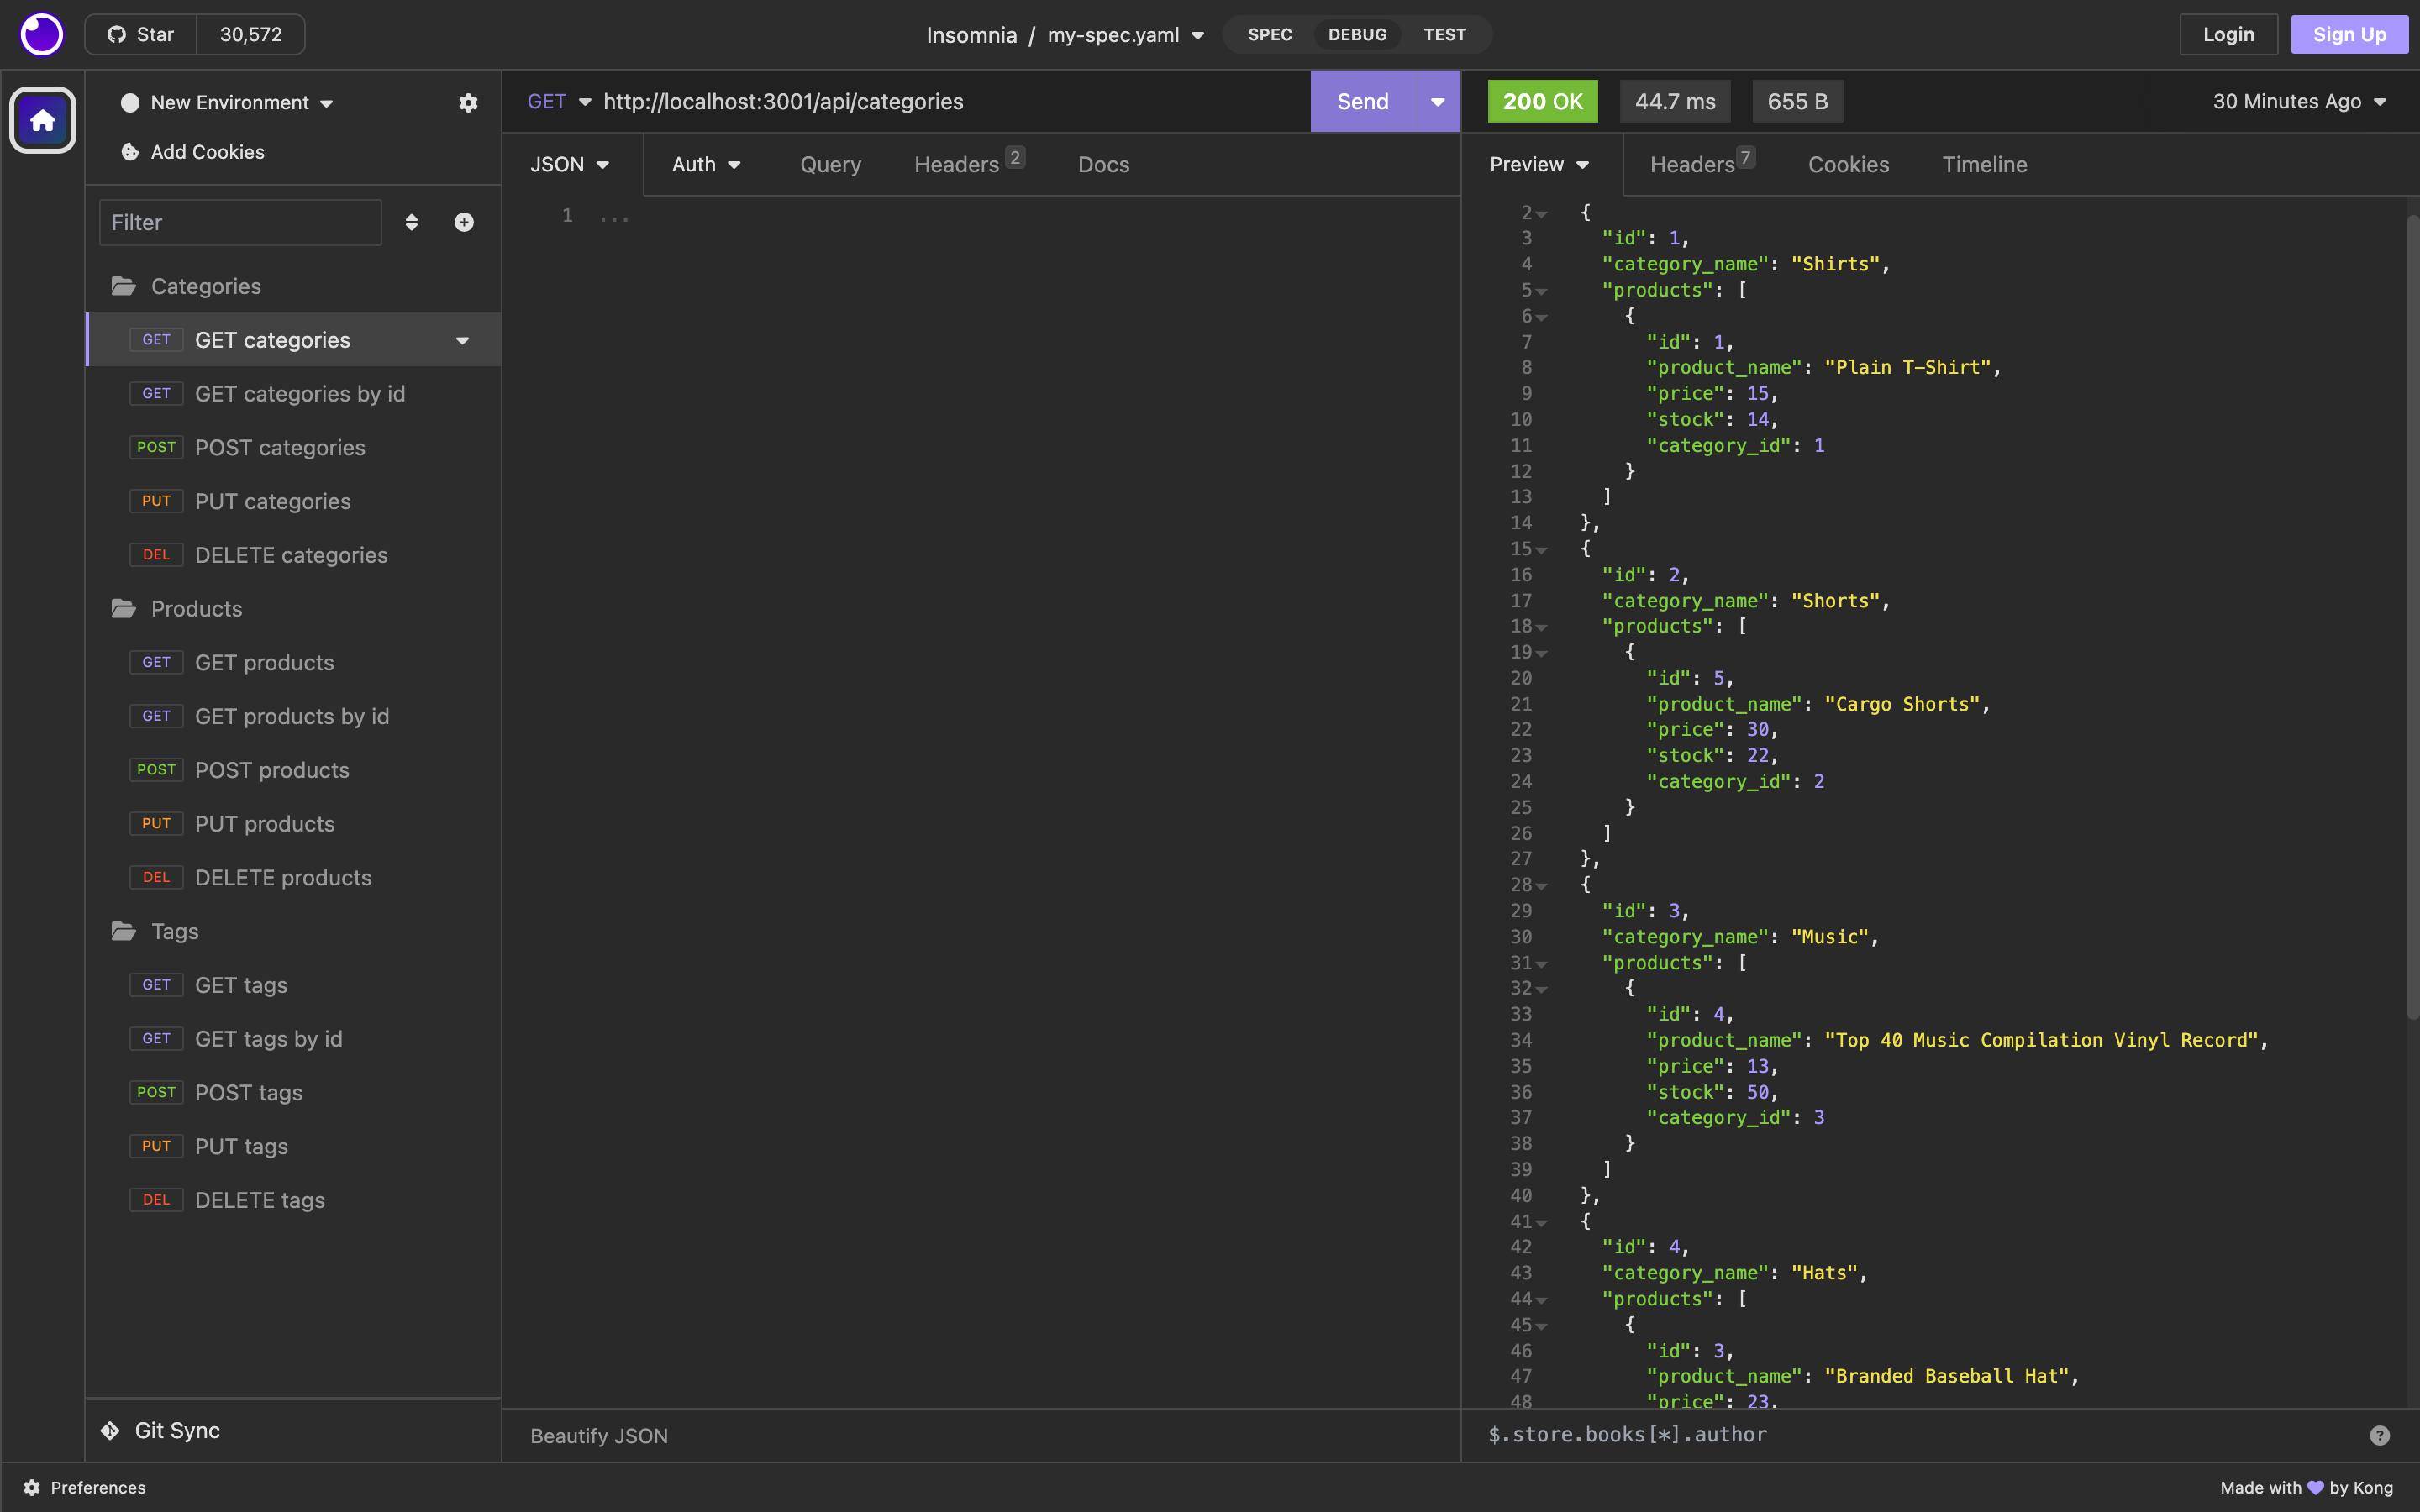 Star 30,572
Insomnia / my-spec.yaml
SPEC DEBUG TEST
Login Sign Up
New Environment
Add Cookies
Filter
Categories
GET GET categories
GET GET categories by id
POST POST categories
PUT PUT categories
DEL DELETE categories
Products
GET GET products
GET GET products by id
POST POST products
PUT PUT products
DEL DELETE products
Tags
GET GET tags
GET GET tags by id
POST POST tags
PUT PUT tags
DEL DELETE tags
Git Sync
GET http://localhost:3001/api/categories Send
JSON Auth Query Headers 2 Docs
1 ...
Beautify JSON
200 OK 44.7 ms 655 B 30 Minutes Ago
Preview Headers 7 Cookies Timeline
2 {
3 "id": 1,
4 "category_name": "Shirts",
5 "products": [
6 {
7 "id": 1,
8 "product_name": "Plain T-Shirt",
9 "price": 15,
10 "stock": 14,
11 "category_id": 1
12 }
13 ]
14 },
15 {
16 "id": 2,
17 "category_name": "Shorts",
18 "products": [
19 {
20 "id": 5,
21 "product_name": "Cargo Shorts",
22 "price": 30,
23 "stock": 22,
24 "category_id": 2
25 }
26 ]
27 },
28 {
29 "id": 3,
30 "category_name": "Music",
31 "products": [
32 {
33 "id": 4,
34 "product_name": "Top 40 Music Compilation Vinyl Record",
35 "price": 13,
36 "stock": 50,
37 "category_id": 3
38 }
39 ]
40 },
41 {
42 "id": 4,
43 "category_name": "Hats",
44 "products": [
45 {
46 "id": 3,
47 "product_name": "Branded Baseball Hat",
48 "price": 23,
$.store.books[*].author
?
Preferences
Made with 💜 by Kong